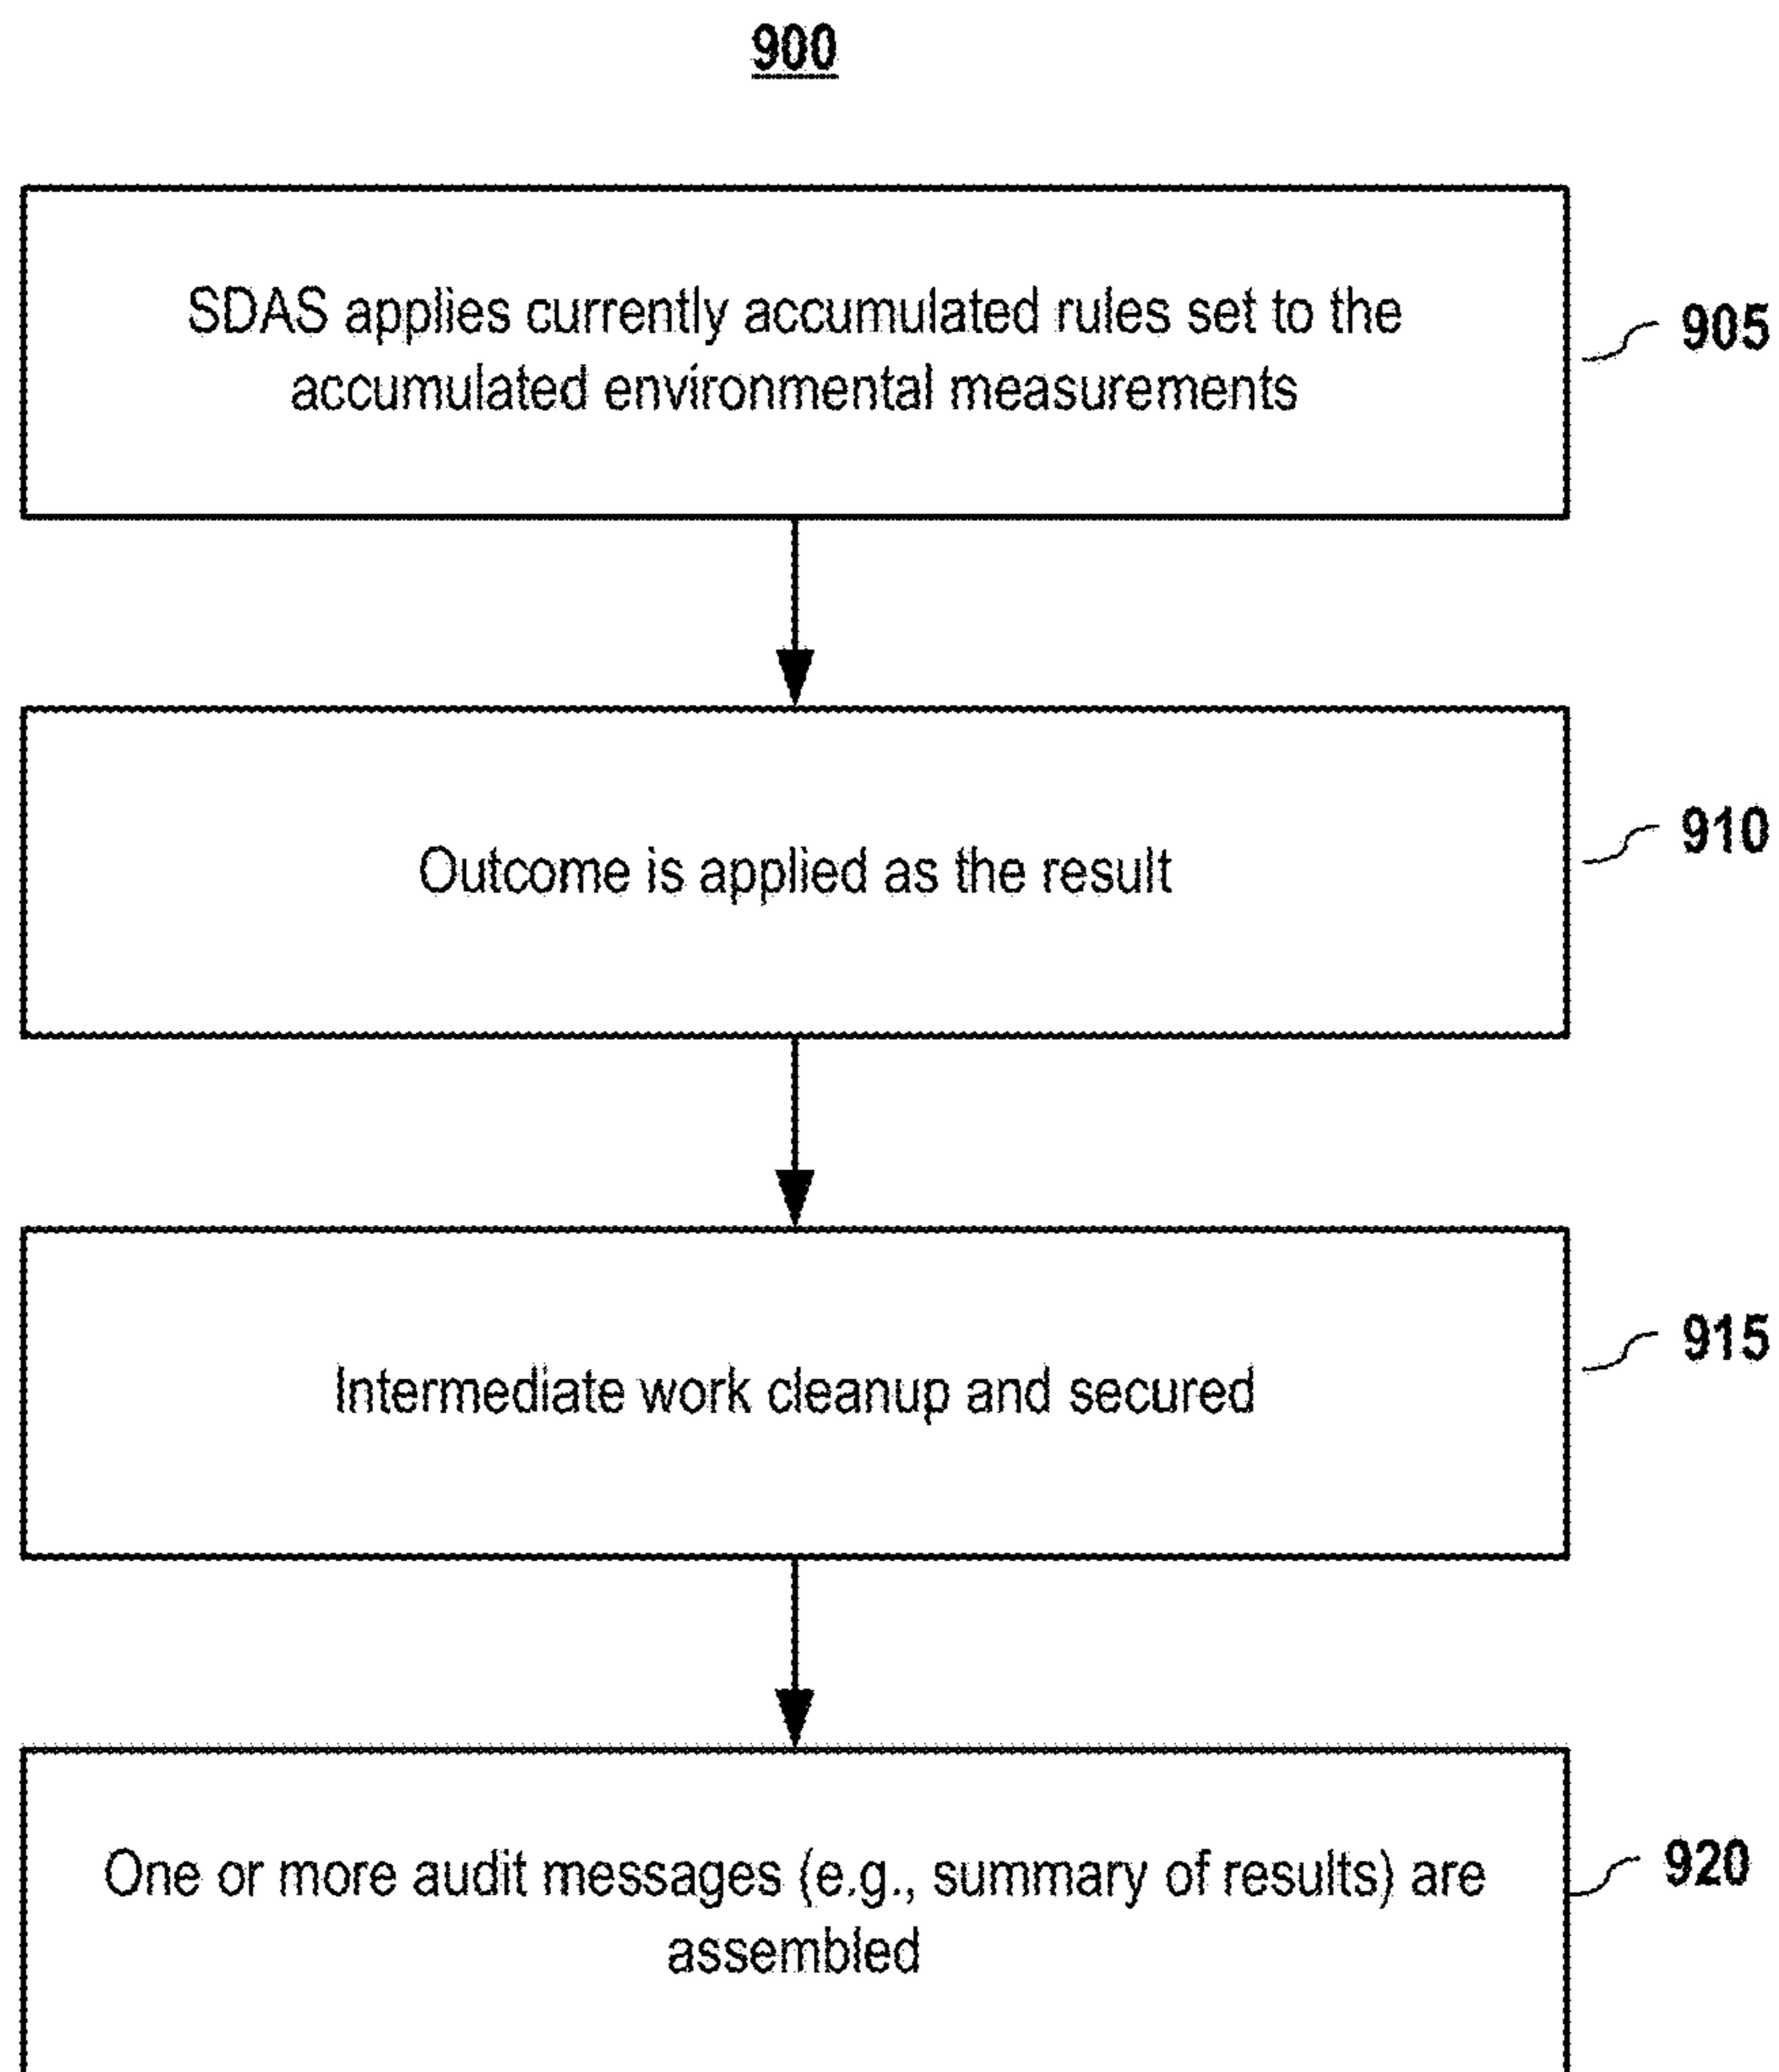 900
SDAS applies currently accumulated rules set to the
accumulated environmental measurements
905
Outcome is applied as the result
910
Intermediate work cleanup and secured
915
One or more audit messages (e.g., summary of results) are
assembled
920